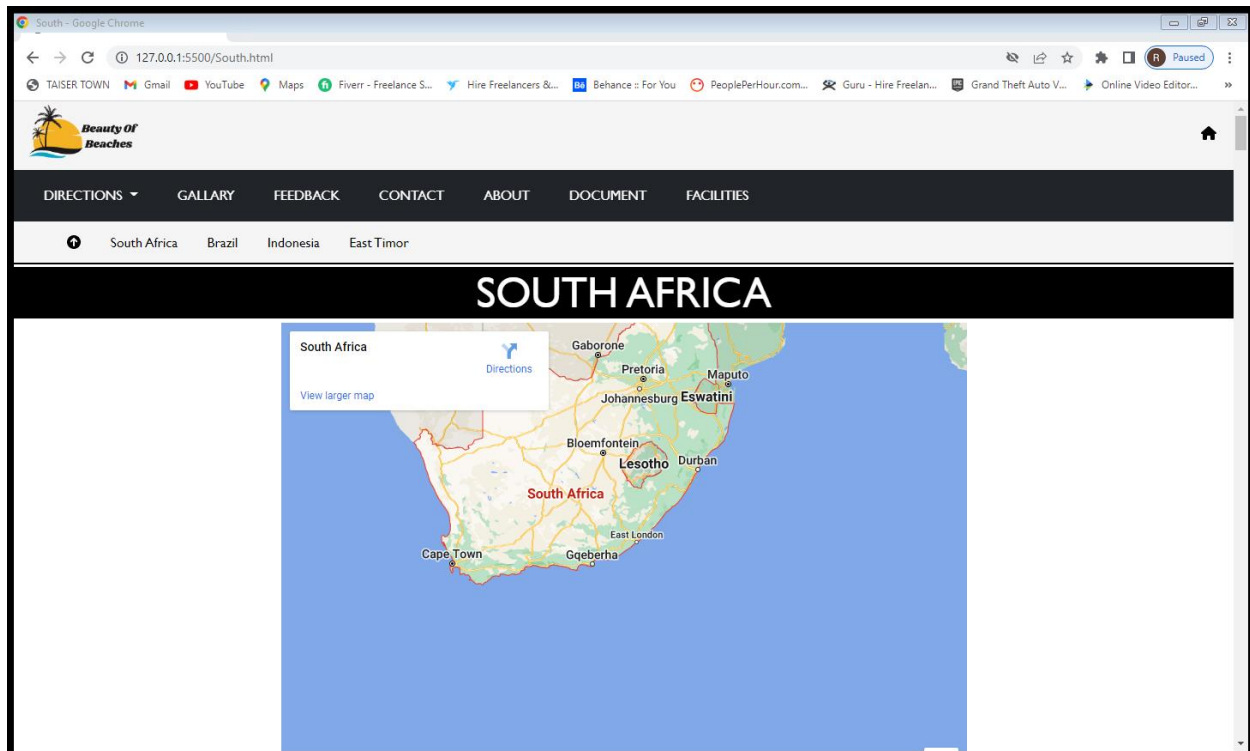 South - Google Chrome
127.0.0.1:5500/South.html
R Paused
TAISER TOWN Gmail YouTube Maps Fiverr - Freelance S... Hire Freelancers &... Behance :: For You PeoplePerHour.com... Guru - Hire Freelan... Grand Theft Auto V... Online Video Editor... »
Beauty Of
Beaches
DIRECTIONS GALLARY FEEDBACK CONTACT ABOUT DOCUMENT FACILITIES
South Africa Brazil Indonesia East Timor
SOUTH AFRICA
South Africa
Directions
View larger map
Gaborone
Pretoria
Maputo
Johannesburg
Eswatini
Bloemfontein
Lesotho
Durban
South Africa
East London
Cape Town
Gqeberha